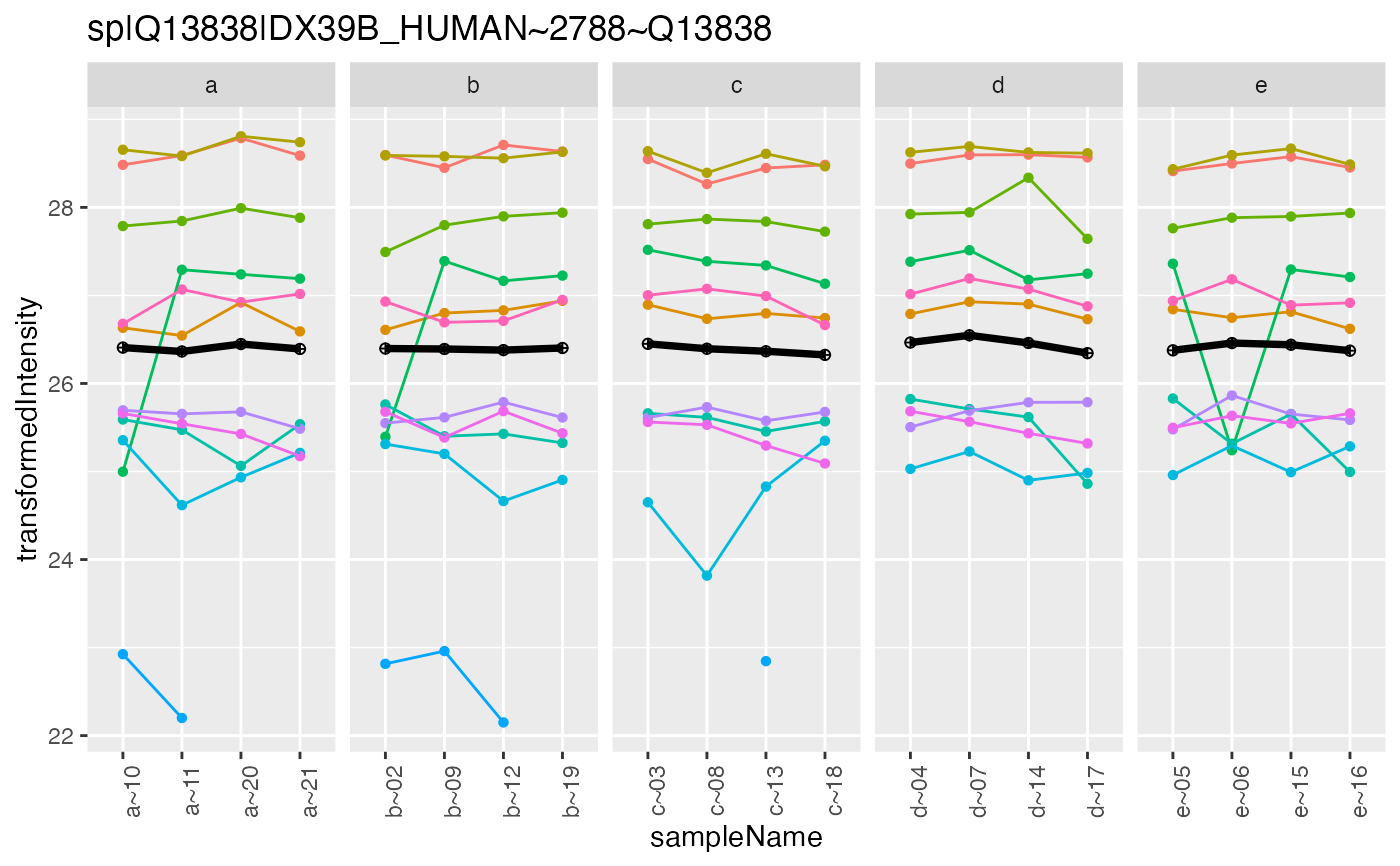 sp|Q13838|DX39B_HUMAN~2788~Q13838
a b c d e
28
26
24
22
transformedIntensity
a~10 a~11 a~20 a~21 b~02 b~09 b~12 b~19 c~03 c~08 c~13 c~18 d~04 d~07 d~14 d~17 e~05 e~06 e~15 e~16
sampleName